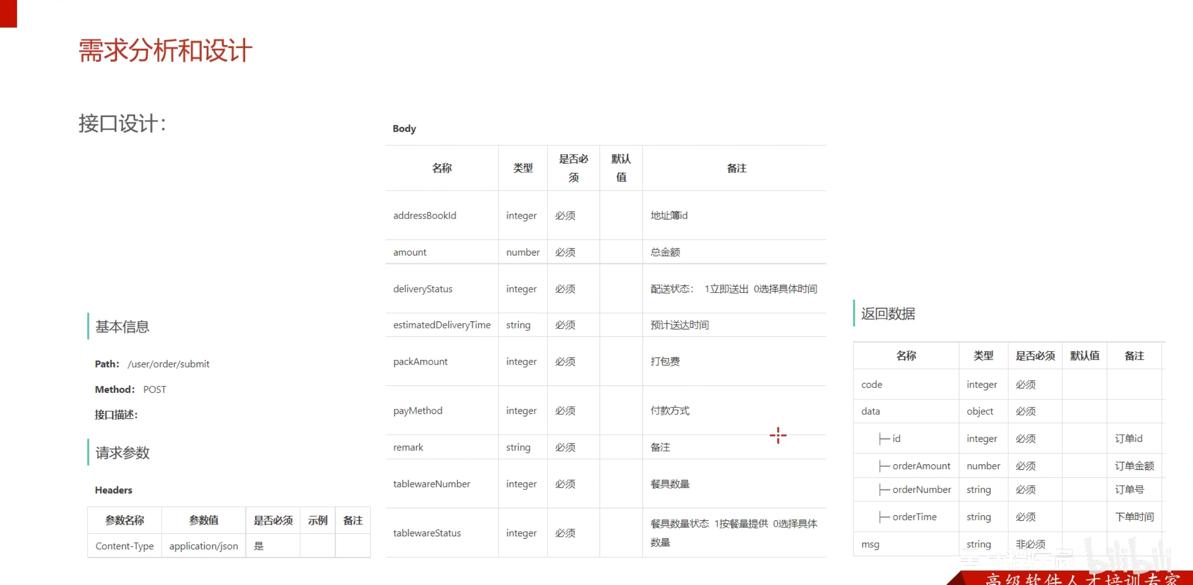 需求分析和设计
接口设计：
基本信息
Path： /user/order/submit
Method： POST
接口描述：
请求参数
Headers
参数名称 参数值 是否必须 示例 备注
Content-Type application/json 是
Body
名称 类型 是否必须 默认值 备注
addressBookId integer 必须 地址簿id
amount number 必须 总金额
deliveryStatus integer 必须 配送状态： 1立即送出 0选择具体时间
estimatedDeliveryTime string 必须 预计送达时间
packAmount integer 必须 打包费
payMethod integer 必须 付款方式
remark string 必须 备注
tablewareNumber integer 必须 餐具数量
tablewareStatus integer 必须 餐具数量状态 1按餐量提供 0选择具体
数量
返回数据
名称 类型 是否必须 默认值 备注
code integer 必须
data object 必须
├─ id integer 必须 订单id
├─ orderAmount number 必须 订单金额
├─ orderNumber string 必须 订单号
├─ orderTime string 必须 下单时间
msg string 非必须
bilibili
高级软件人才培训专家